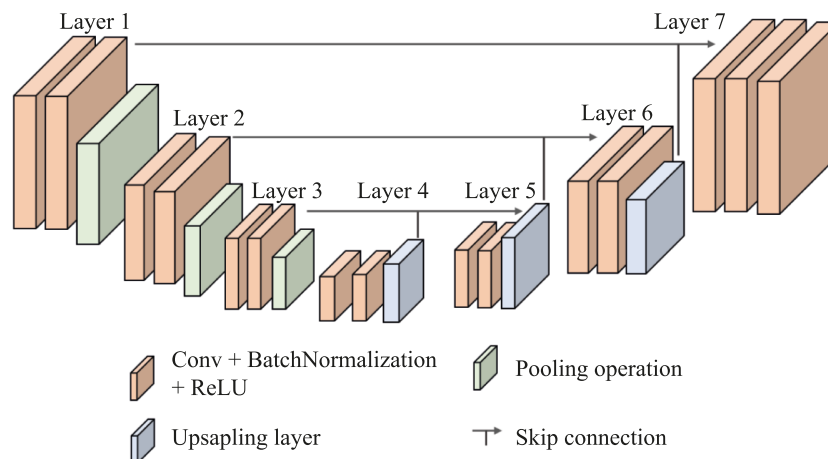 Layer 1
Layer 7
Layer 2
Layer 6
Layer 3
Layer 4
Layer 5
Conv + BatchNormalization
+ ReLU
Pooling operation
Upsapling layer
Skip connection